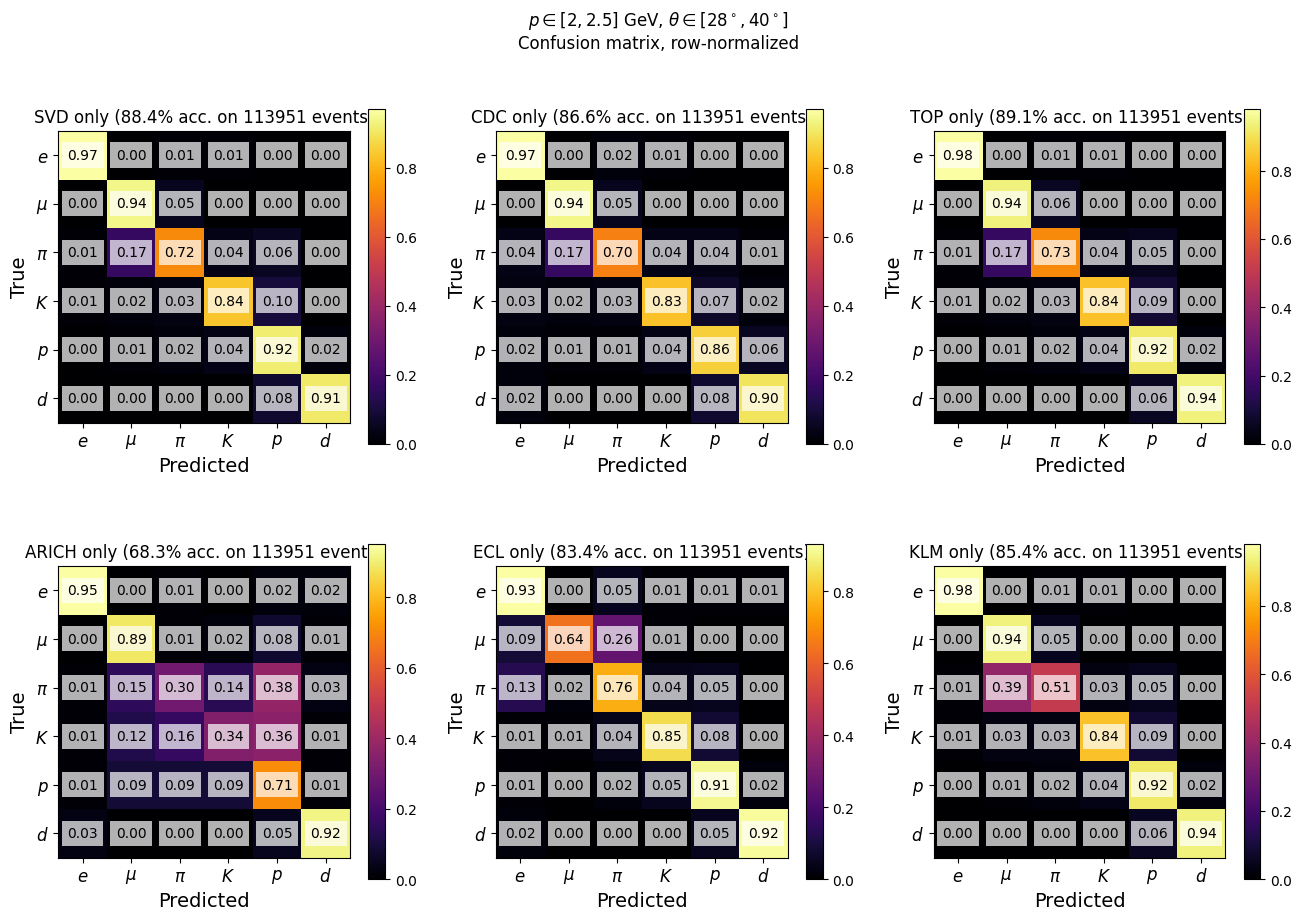 p ∈ [2, 2.5] GeV, θ ∈ [28°, 40°]
Confusion matrix, row-normalized
SVD only (88.4% acc. on 113951 events
True
e 0.97 0.00 0.01 0.01 0.00 0.00
μ 0.00 0.94 0.05 0.00 0.00 0.00
π 0.01 0.17 0.72 0.04 0.06 0.00
K 0.01 0.02 0.03 0.84 0.10 0.00
p 0.00 0.01 0.02 0.04 0.92 0.02
d 0.00 0.00 0.00 0.00 0.08 0.91
e μ π K p d
Predicted
0.8
0.6
0.4
0.2
0.0
CDC only (86.6% acc. on 113951 events
True
e 0.97 0.00 0.02 0.01 0.00 0.00
μ 0.00 0.94 0.05 0.00 0.00 0.00
π 0.04 0.17 0.70 0.04 0.04 0.01
K 0.03 0.02 0.03 0.83 0.07 0.02
p 0.02 0.01 0.01 0.04 0.86 0.06
d 0.02 0.00 0.00 0.00 0.08 0.90
e μ π K p d
Predicted
0.8
0.6
0.4
0.2
0.0
TOP only (89.1% acc. on 113951 events
True
e 0.98 0.00 0.01 0.01 0.00 0.00
μ 0.00 0.94 0.06 0.00 0.00 0.00
π 0.01 0.17 0.73 0.04 0.05 0.00
K 0.01 0.02 0.03 0.84 0.09 0.00
p 0.00 0.01 0.02 0.04 0.92 0.02
d 0.00 0.00 0.00 0.00 0.06 0.94
e μ π K p d
Predicted
0.8
0.6
0.4
0.2
0.0
ARICH only (68.3% acc. on 113951 event
True
e 0.95 0.00 0.01 0.00 0.02 0.02
μ 0.00 0.89 0.01 0.02 0.08 0.01
π 0.01 0.15 0.30 0.14 0.38 0.03
K 0.01 0.12 0.16 0.34 0.36 0.01
p 0.01 0.09 0.09 0.09 0.71 0.01
d 0.03 0.00 0.00 0.00 0.05 0.92
e μ π K p d
Predicted
0.8
0.6
0.4
0.2
0.0
ECL only (83.4% acc. on 113951 events
True
e 0.93 0.00 0.05 0.01 0.01 0.01
μ 0.09 0.64 0.26 0.01 0.00 0.00
π 0.13 0.02 0.76 0.04 0.05 0.00
K 0.01 0.01 0.04 0.85 0.08 0.00
p 0.01 0.00 0.02 0.05 0.91 0.02
d 0.02 0.00 0.00 0.00 0.05 0.92
e μ π K p d
Predicted
0.8
0.6
0.4
0.2
0.0
KLM only (85.4% acc. on 113951 events
True
e 0.98 0.00 0.01 0.01 0.00 0.00
μ 0.00 0.94 0.05 0.00 0.00 0.00
π 0.01 0.39 0.51 0.03 0.05 0.00
K 0.01 0.03 0.03 0.84 0.09 0.00
p 0.00 0.01 0.02 0.04 0.92 0.02
d 0.00 0.00 0.00 0.00 0.06 0.94
e μ π K p d
Predicted
0.8
0.6
0.4
0.2
0.0